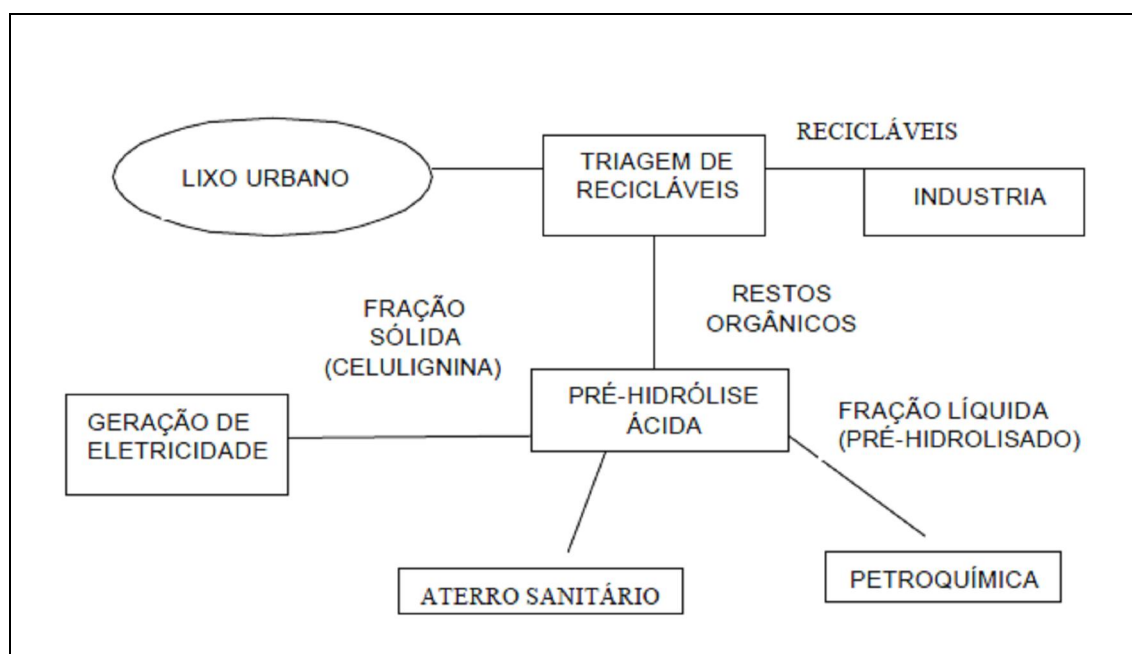 LIXO URBANO
TRIAGEM DE
RECICLÁVEIS
RECICLÁVEIS
INDUSTRIA
FRAÇÃO
SÓLIDA
(CELULIGNINA)
RESTOS
ORGÂNICOS
GERAÇÃO DE
ELETRICIDADE
PRÉ-HIDRÓLISE
ÁCIDA
FRAÇÃO LÍQUIDA
(PRÉ-HIDROLISADO)
ATERRO SANITÁRIO
PETROQUÍMICA